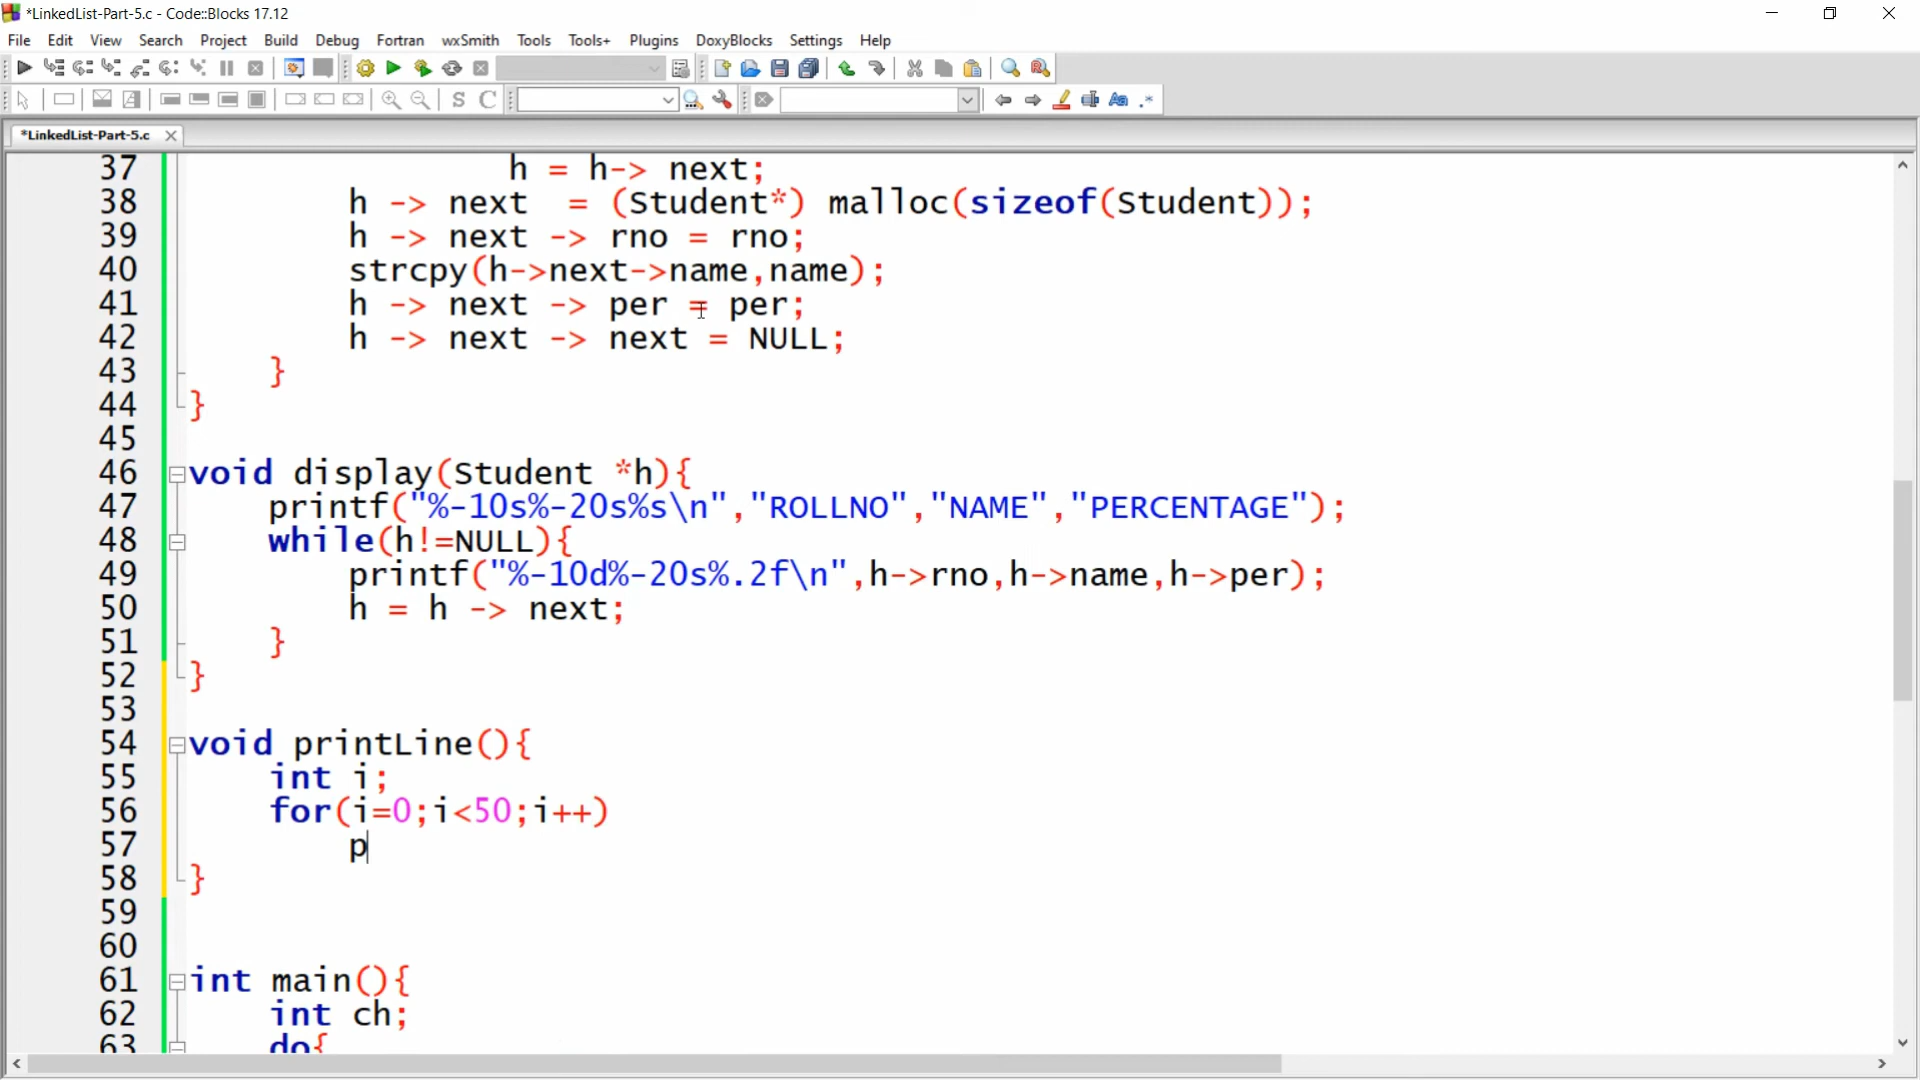 *LinkedList-Part-5.c - Code::Blocks 17.12
File Edit View Search Project Build Debug Fortran wxSmith Tools Tools+ Plugins DoxyBlocks Settings Help
*LinkedList-Part-5.c
37 h = h-> next;
38 h -> next  = (Student*) malloc(sizeof(Student));
39 h -> next -> rno = rno;
40 strcpy(h->next->name,name);
41 h -> next -> per = per;
42 h -> next -> next = NULL;
43 }
44 }
45
46 void display(Student *h){
47 printf("%-10s%-20s%s\n","ROLLNO","NAME","PERCENTAGE");
48 while(h!=NULL){
49 printf("%-10d%-20s%.2f\n",h->rno,h->name,h->per);
50 h = h -> next;
51 }
52 }
53
54 void printLine(){
55 int i;
56 for(i=0;i<50;i++)
57 p
58 }
59
60
61 int main(){
62 int ch;
63 do{